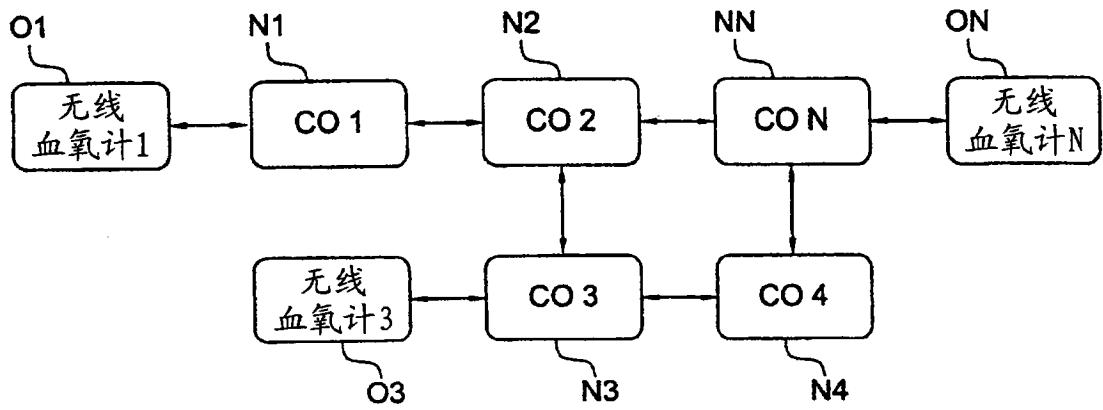 O1 N1 N2 NN ON
无线
血氧计1
CO 1
CO 2
CO N
无线
血氧计N
无线
血氧计3
CO 3
CO 4
O3 N3 N4